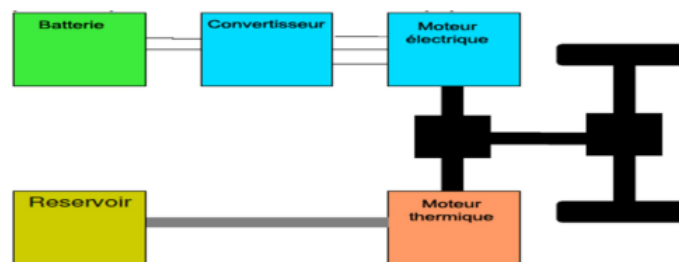 Batterie
Convertisseur
Moteur
électrique
Reservoir
Moteur
thermique